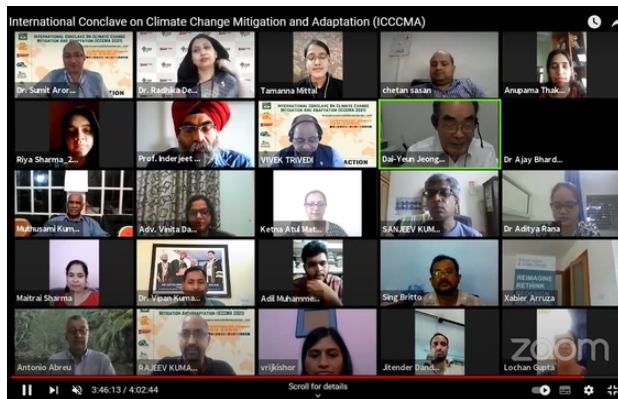 International Conclave on Climate Change Mitigation and Adaptation (ICCCMA)
Dr. Sumit Aror...
Dr. Radhika De...
Tamanna Mittal
chetan sasan
Anupama Thak...
Riya Sharma_2...
Prof. Inderjeet ...
VIVEK TRIVEDI
Dai-Yeun Jeong...
Dr Ajay Bhard...
Muthusami Kum...
Adv. Vinita Da...
Ketna Atul Mat...
SANJEEV KUM...
Dr Aditya Rana
Maitrai Sharma
Dr. Vipan Kuma...
Adil Muhamme...
Sing Britto
REIMAGINE
RETHINK
Xabier Arruza
Antonio Abreu
RAJEEV KUMA...
vrijkishor
Jitender Dand...
Lochan Gupta
zoom
3:46:13 / 4:02:44
Scroll for details